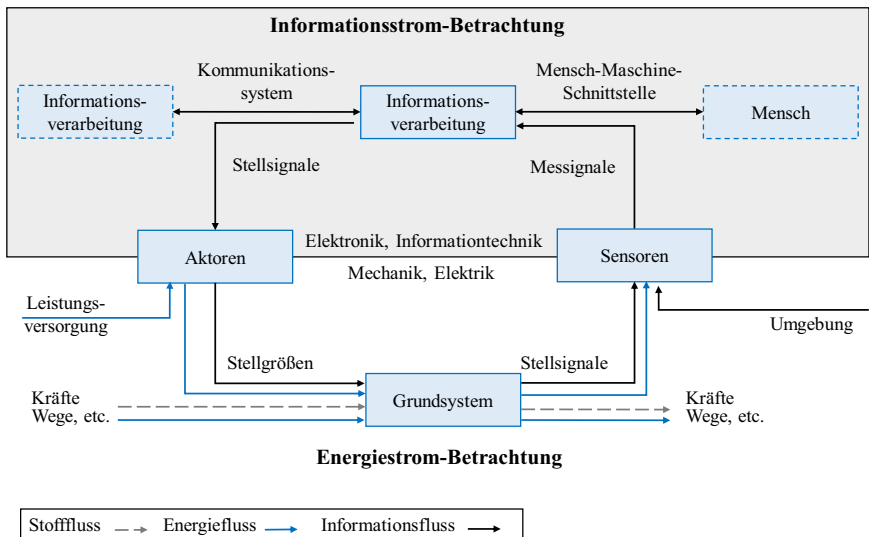 Informationsstrom-Betrachtung
Kommunikations-
system
Mensch-Maschine-
Schnittstelle
Informations-
verarbeitung
Informations-
verarbeitung
Mensch
Stellsignale
Messignale
Aktoren
Elektronik, Informationtechnik
Sensoren
Mechanik, Elektrik
Leistungs-
versorgung
Umgebung
Stellgrößen
Stellsignale
Kräfte
Wege, etc.
Grundsystem
Kräfte
Wege, etc.
Energiestrom-Betrachtung
Stofffluss
Energiefluss
Informationsfluss